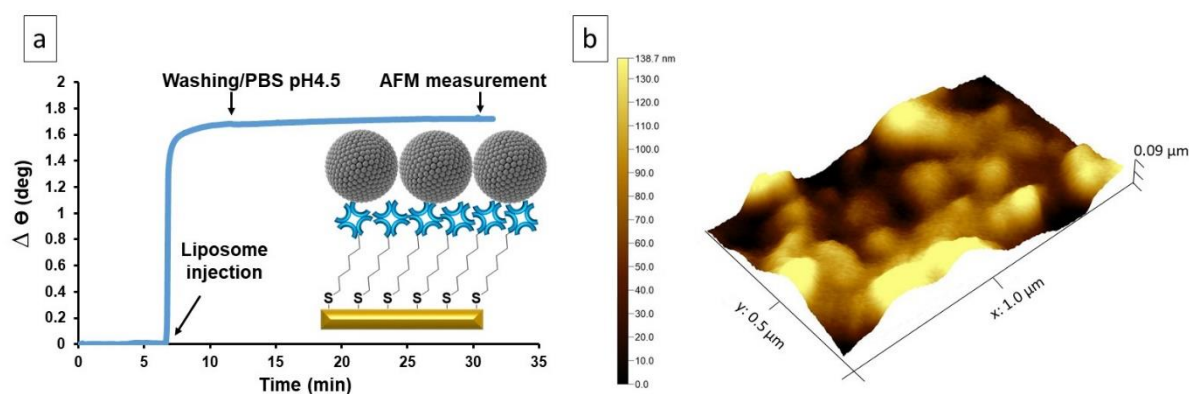 a
Washing/PBS pH4.5
AFM measurement
Liposome
injection
Δ Θ (deg)
2
1.8
1.6
1.4
1.2
1
0.8
0.6
0.4
0.2
0
0 5 10 15 20 25 30 35
Time (min)
S S S S S S
b
138.7 nm
130.0
120.0
110.0
100.0
90.0
80.0
70.0
60.0
50.0
40.0
30.0
20.0
10.0
0.0
0.09 µm
x: 1.0 µm
y: 0.5 µm